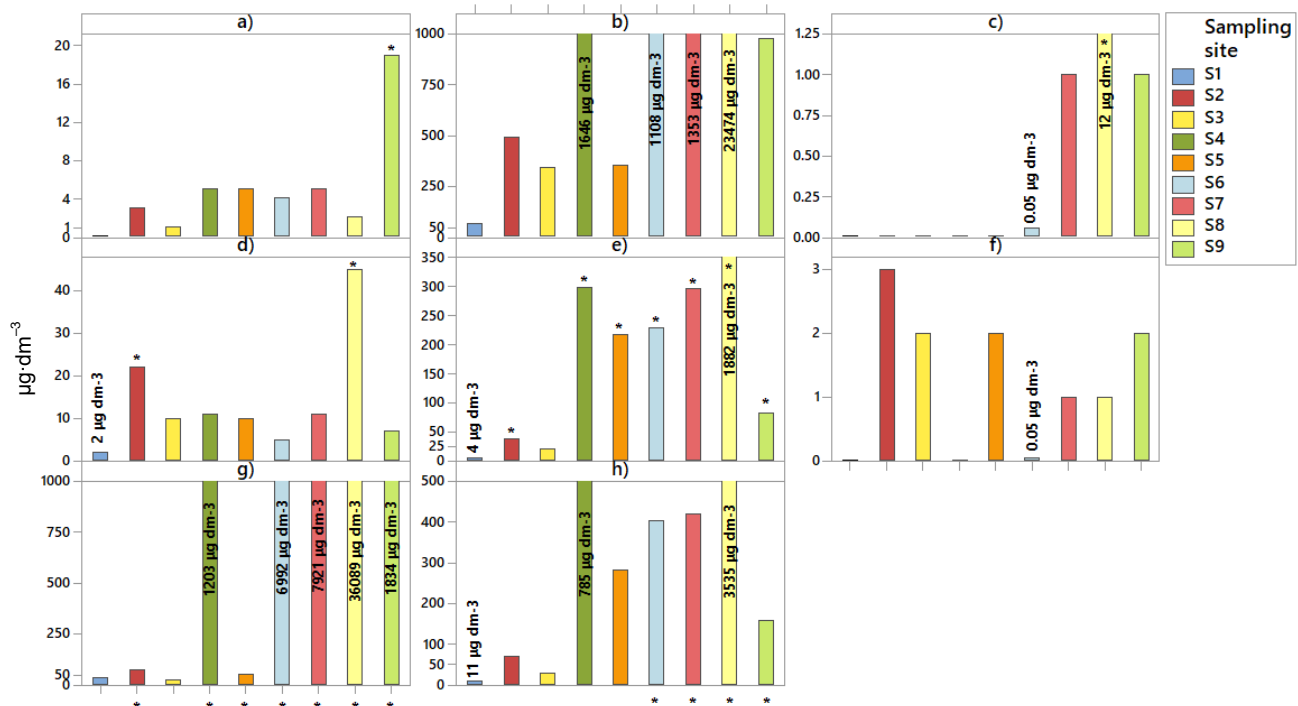 a)
20
16
12
8
4
1
0
*
b)
1000
500
250
50
0
1646 µg dm-3
1108 µg dm-3
1353 µg dm-3
23474 µg dm-3
c)
1.25
1.00
0.75
0.50
0.25
0.00
0.05 µg dm-3
12 µg dm-3 *
Sampling
site
S1
S2
S3
S4
S5
S6
S7
S8
S9
µg·dm⁻³
d)
40
30
20
10
0
2 µg dm-3
*
*
e)
350
300
250
200
150
100
50
25
0
4 µg dm-3
*
*
*
*
*
1882 µg dm-3 *
*
f)
3
2
1
0
0.05 µg dm-3
g)
1000
750
500
250
50
0
1203 µg dm-3
6992 µg dm-3
7921 µg dm-3
36089 µg dm-3
1834 µg dm-3
* * * * * * *
h)
500
400
300
200
100
50
0
11 µg dm-3
785 µg dm-3
3535 µg dm-3
* * * *